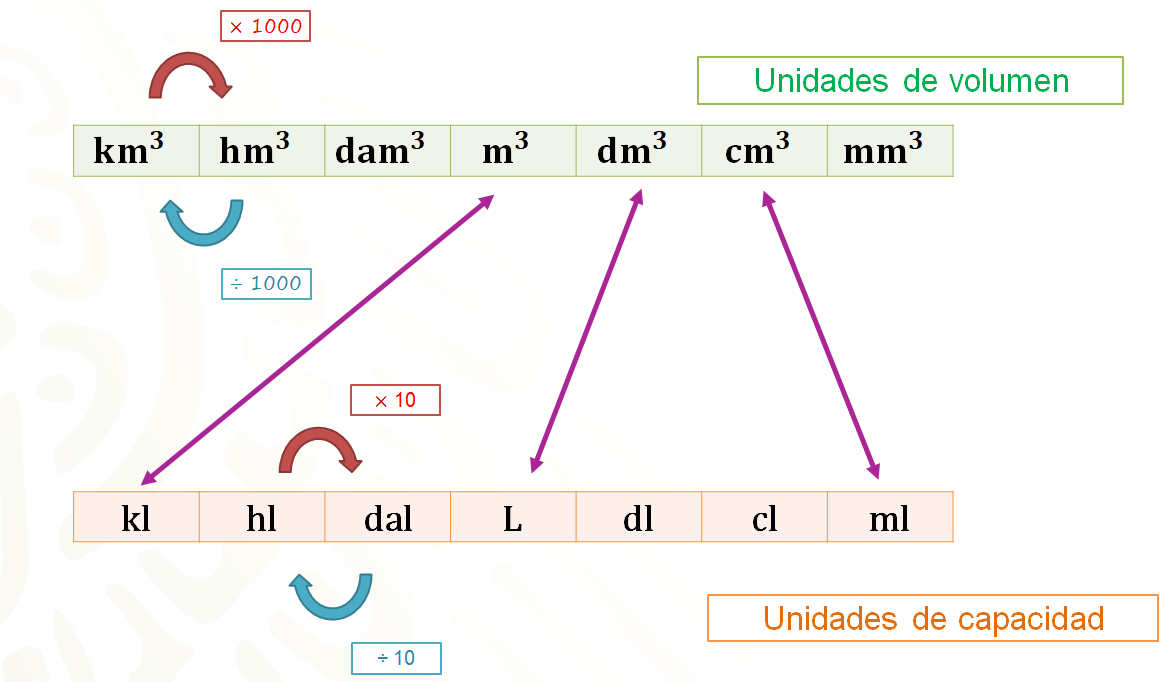 × 1000
Unidades de volumen
km³ hm³ dam³ m³ dm³ cm³ mm³
÷ 1000
× 10
kl hl dal L dl cl ml
Unidades de capacidad
÷ 10